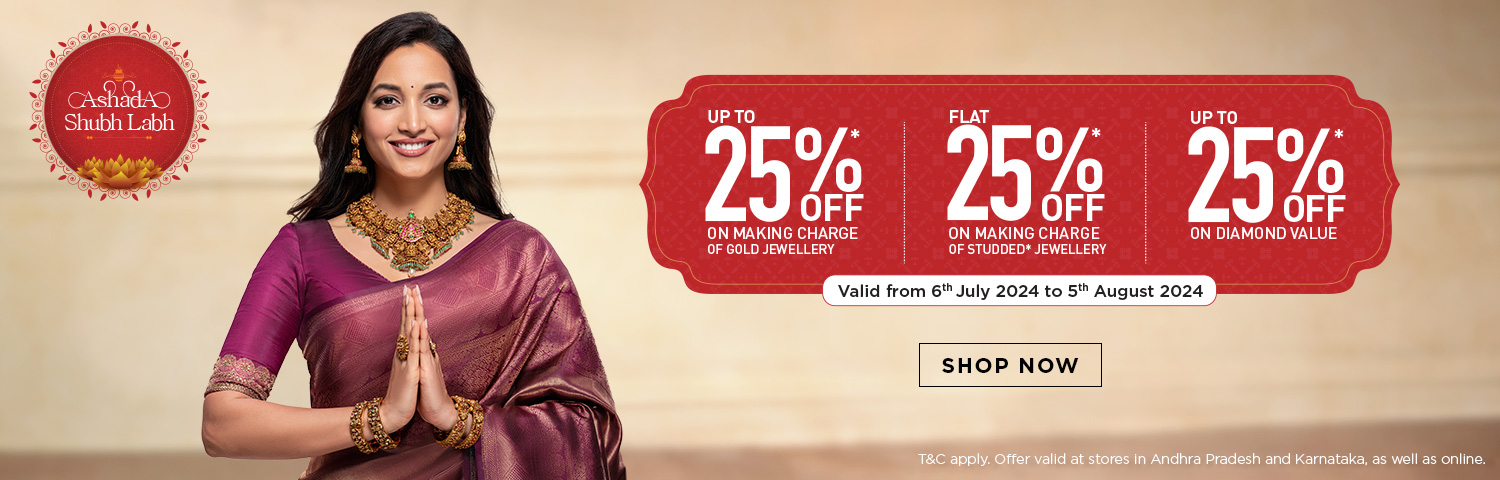 AshadA
Shubh Labh
UP TO
25%*
OFF
ON MAKING CHARGE
OF GOLD JEWELLERY
FLAT
25%*
OFF
ON MAKING CHARGE
OF STUDDED* JEWELLERY
UP TO
25%*
OFF
ON DIAMOND VALUE
Valid from 6th July 2024 to 5th August 2024
SHOP NOW
T&C apply. Offer valid at stores in Andhra Pradesh and Karnataka, as well as online.